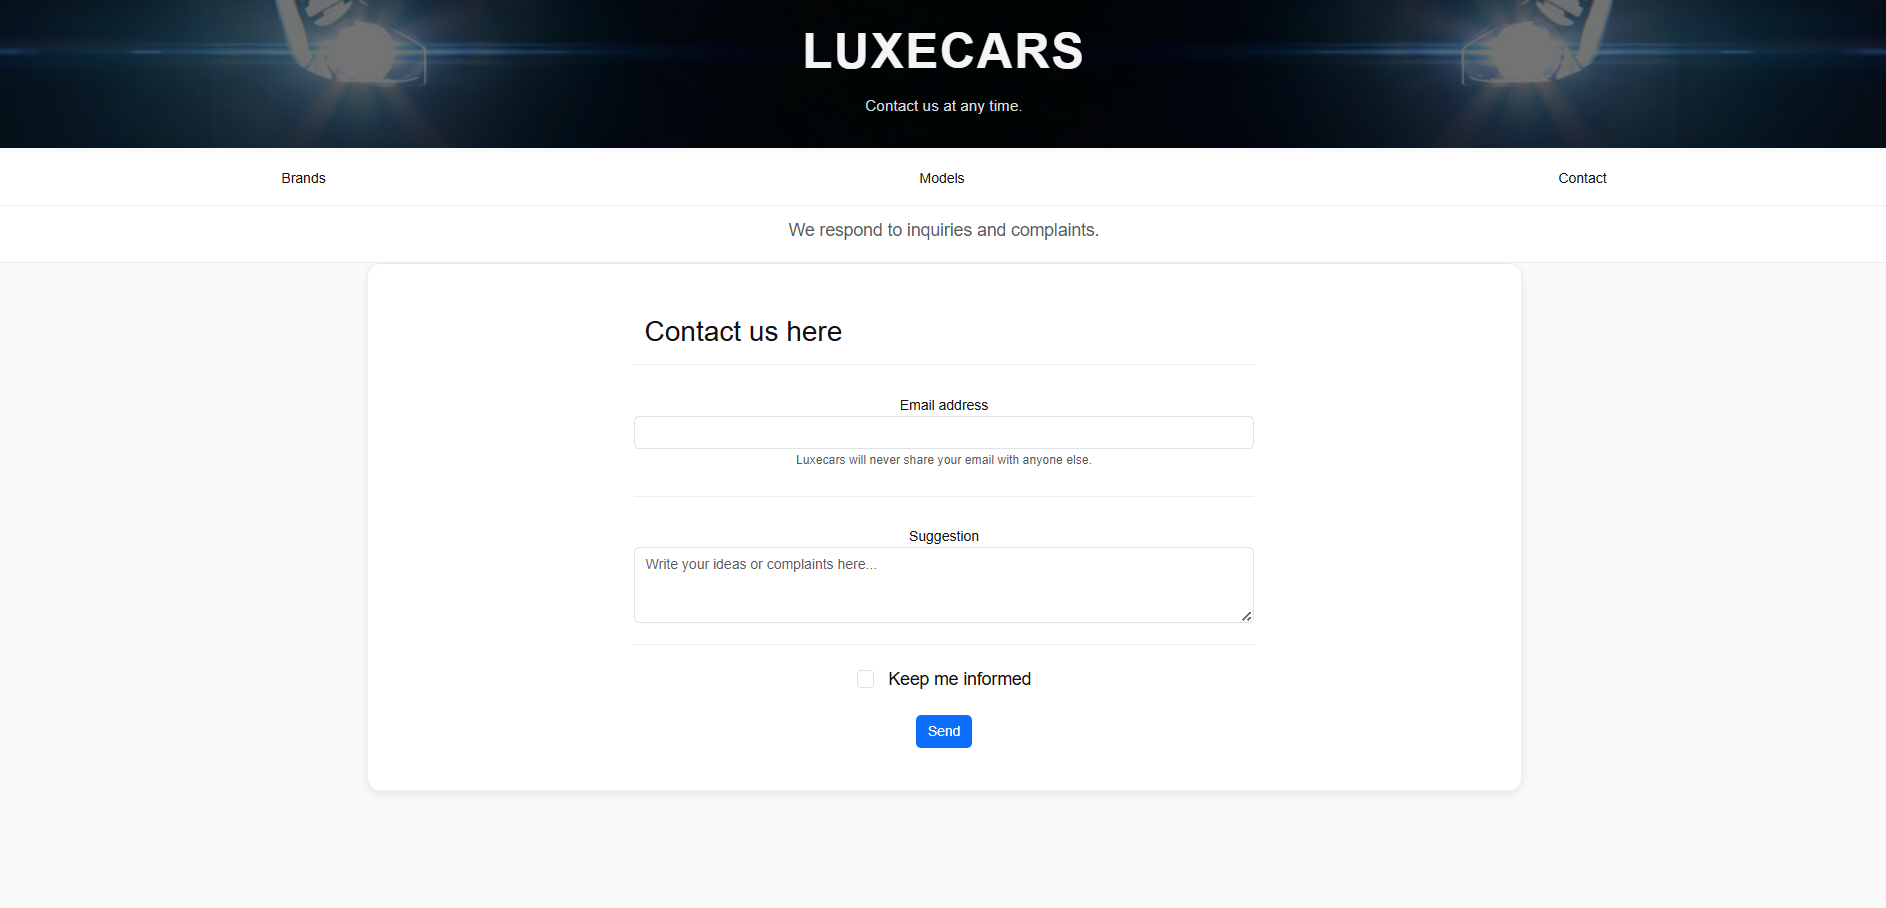 LUXECARS
Contact us at any time.
Brands Models Contact
We respond to inquiries and complaints.
Contact us here
Email address
Luxecars will never share your email with anyone else.
Suggestion
Write your ideas or complaints here...
Keep me informed
Send